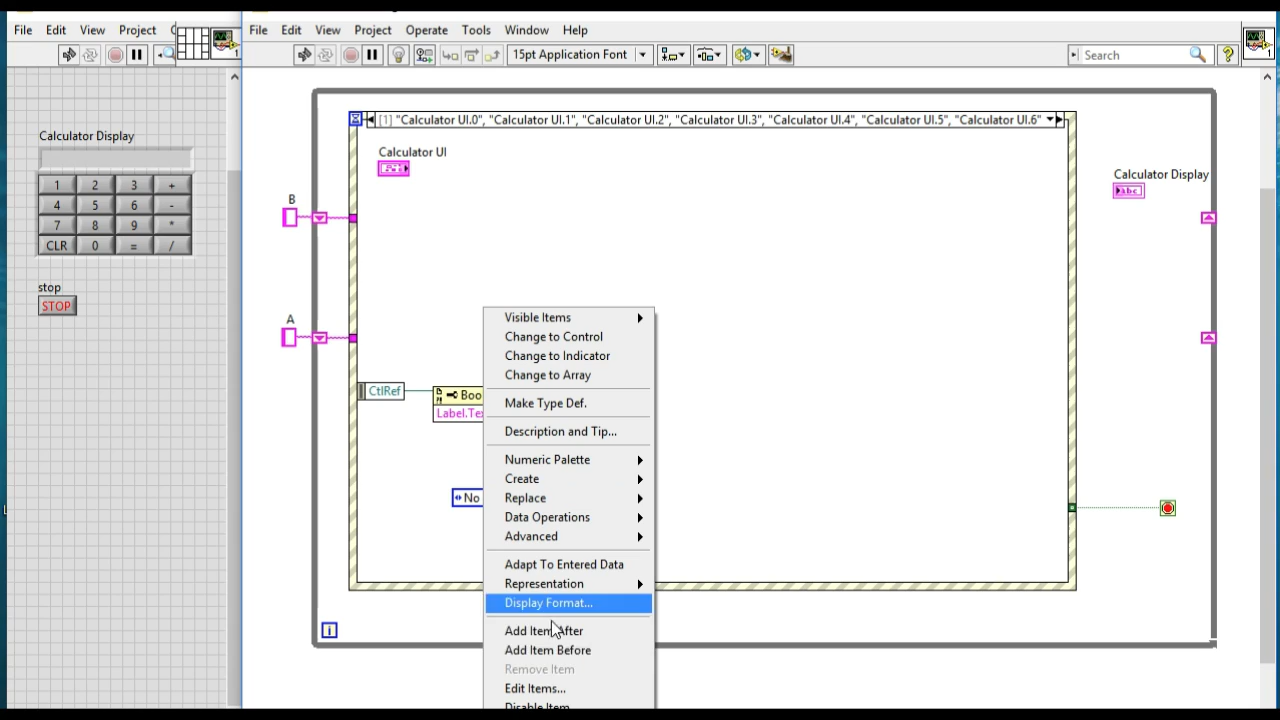 File Edit View Project
1
Calculator Display
1 2 3 +
4 5 6 -
7 8 9 *
CLR 0 = /
stop
STOP
File Edit View Project Operate Tools Window Help
15pt Application Font
Search
?
1
[1] "Calculator UI.0", "Calculator UI.1", "Calculator UI.2", "Calculator UI.3", "Calculator UI.4", "Calculator UI.5", "Calculator UI.6"
Calculator UI
Calculator Display
abc
B
A
CtlRef
Boo
Label.Te
No
i
Visible Items
Change to Control
Change to Indicator
Change to Array
Make Type Def.
Description and Tip...
Numeric Palette
Create
Replace
Data Operations
Advanced
Adapt To Entered Data
Representation
Display Format...
Add Item After
Add Item Before
Remove Item
Edit Items...
Disable Item